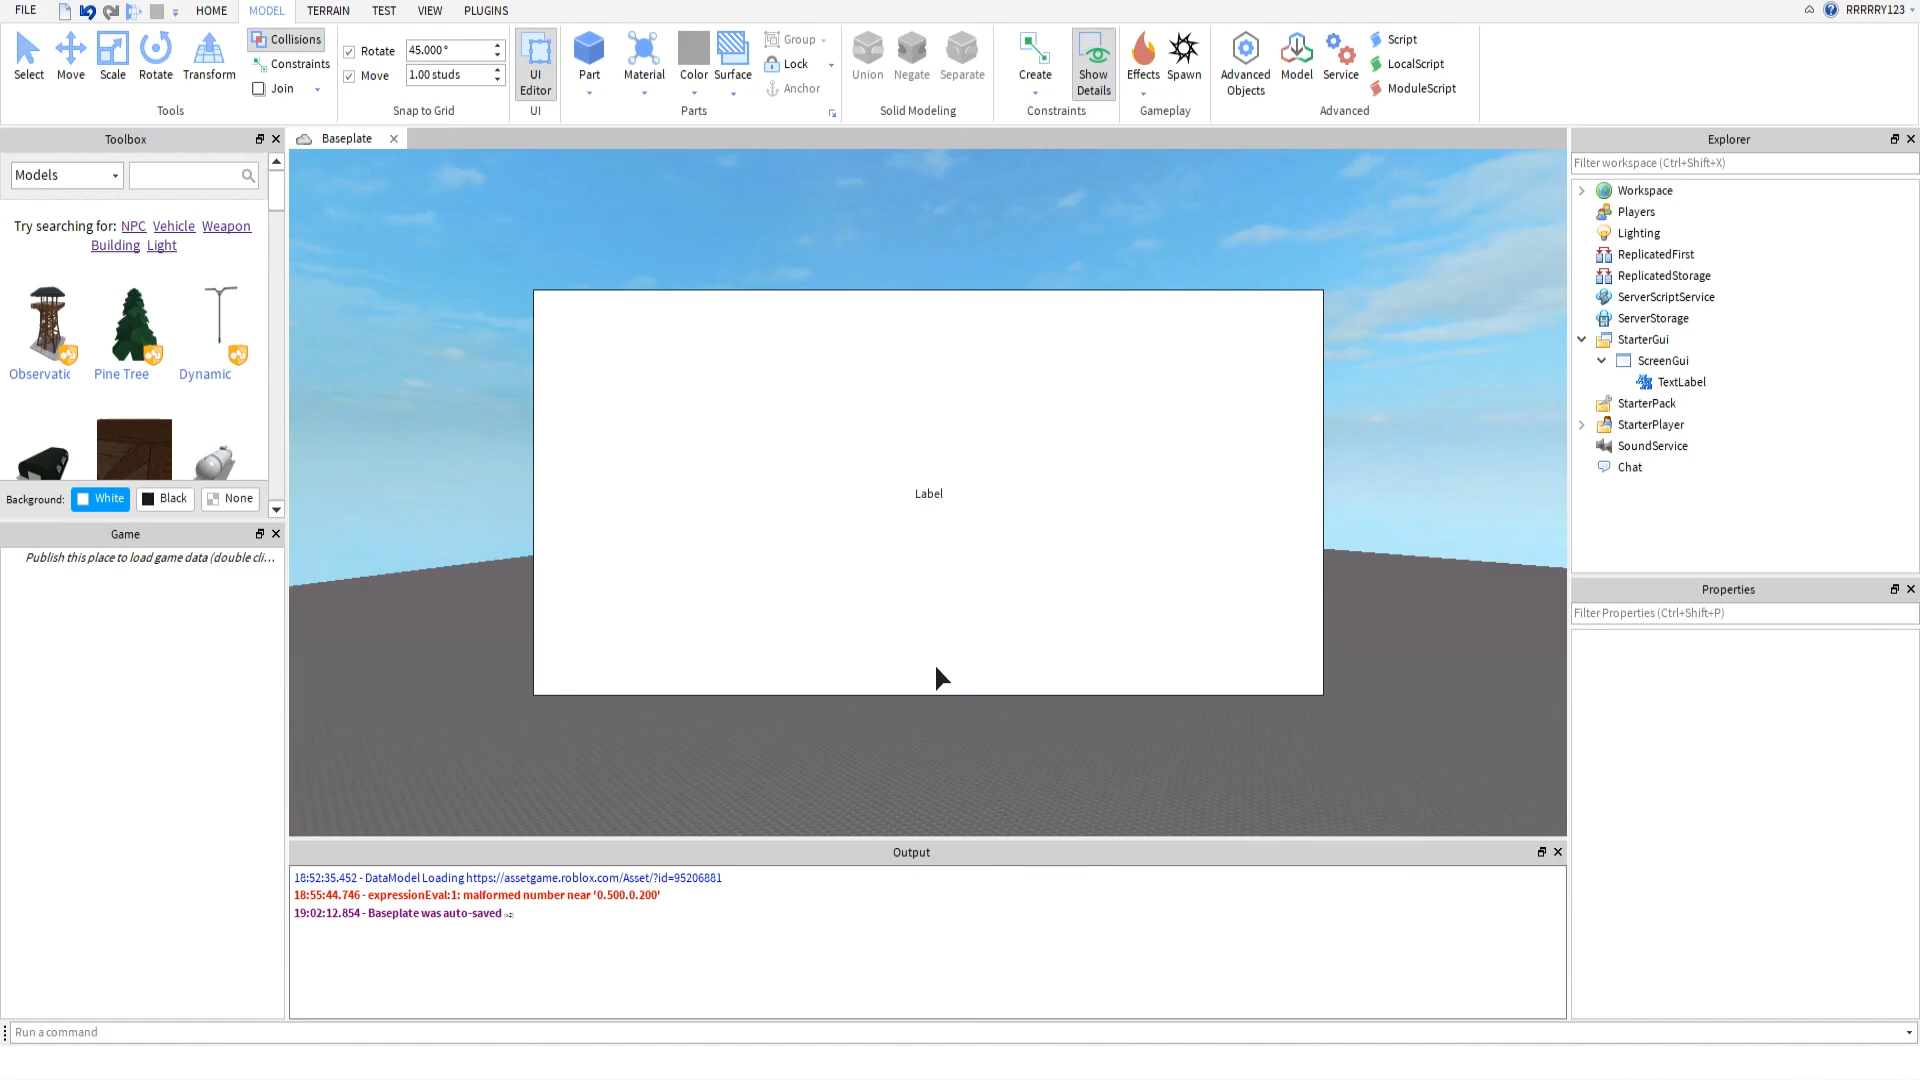 FILE
HOME
MODEL
TERRAIN
TEST
VIEW
PLUGINS
RRRRRY123
Select
Move
Scale
Rotate
Transform
Collisions
Constraints
Join
Tools
Rotate
45.000°
Move
1.00 studs
Snap to Grid
UI
Editor
UI
Part
Material
Color
Surface
Group
Lock
Anchor
Parts
Union
Negate
Separate
Solid Modeling
Create
Show
Details
Constraints
Effects
Spawn
Gameplay
Advanced
Objects
Model
Service
Script
LocalScript
ModuleScript
Advanced
Toolbox
Models
Try searching for: NPC Vehicle Weapon
Building Light
Observatic
Pine Tree
Dynamic
Background:
White
Black
None
Game
Publish this place to load game data (double cli...
Baseplate
Label
Output
18:52:35.452 - DataModel Loading https://assetgame.roblox.com/Asset/?id=95206881
18:55:44.746 - expressionEval:1: malformed number near '0.500.0.200'
19:02:12.854 - Baseplate was auto-saved
Run a command
Explorer
Filter workspace (Ctrl+Shift+X)
Workspace
Players
Lighting
ReplicatedFirst
ReplicatedStorage
ServerScriptService
ServerStorage
StarterGui
ScreenGui
TextLabel
StarterPack
StarterPlayer
SoundService
Chat
Properties
Filter Properties (Ctrl+Shift+P)